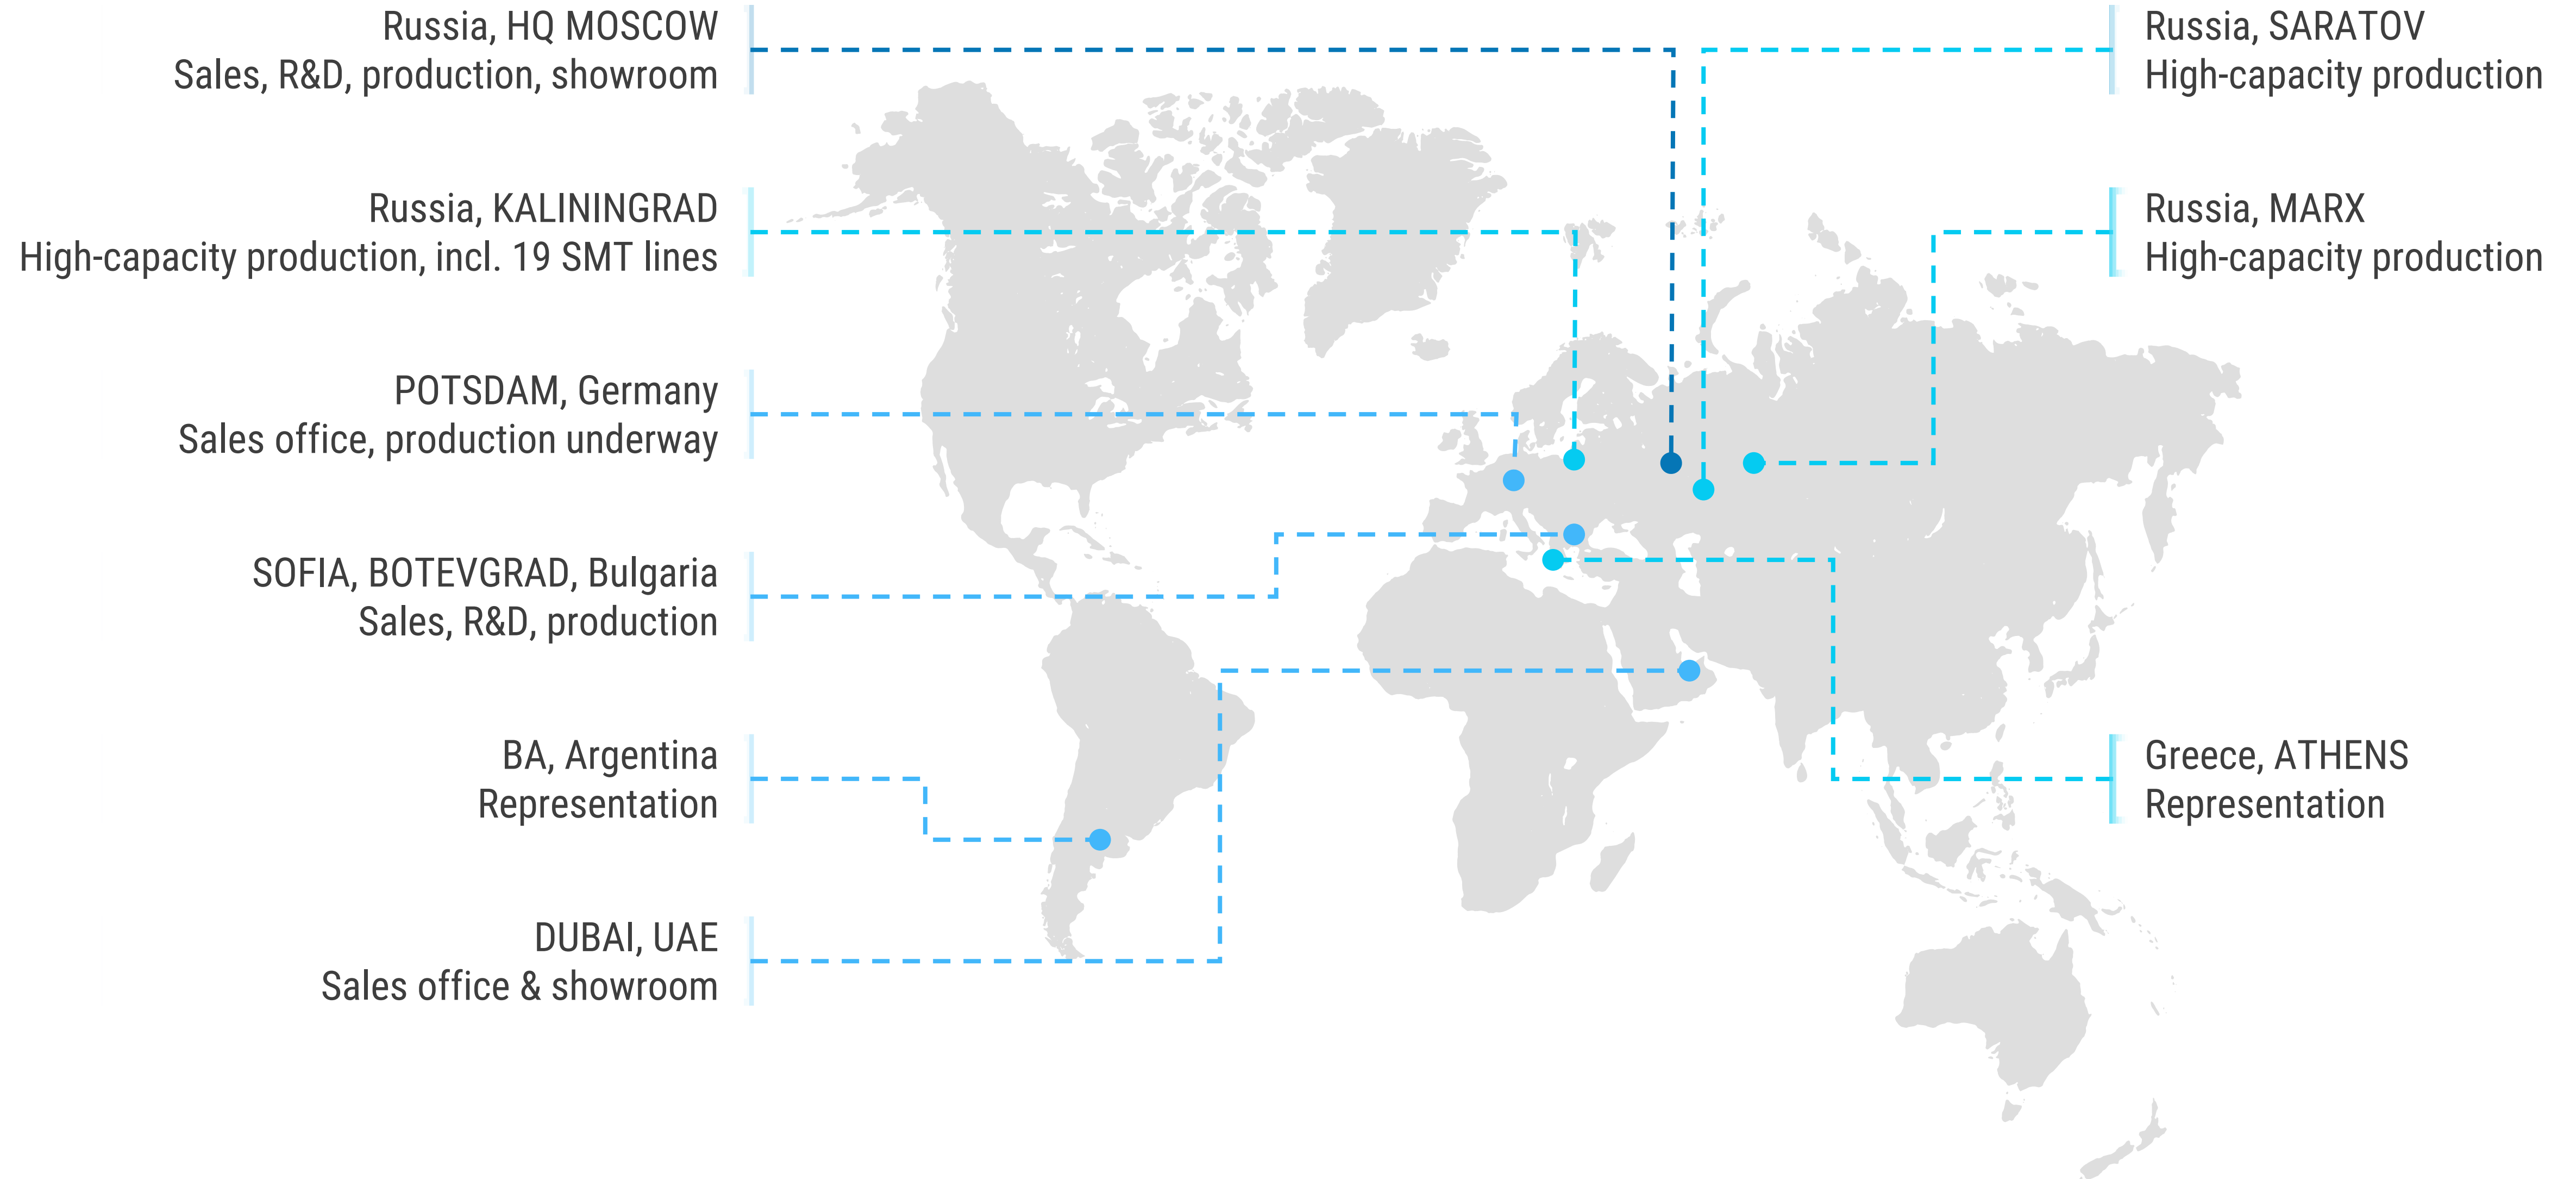 Russia, HQ MOSCOW
Sales, R&D, production, showroom
Russia, KALININGRAD
High-capacity production, incl. 19 SMT lines
POTSDAM, Germany
Sales office, production underway
SOFIA, BOTEVGRAD, Bulgaria
Sales, R&D, production
BA, Argentina
Representation
DUBAI, UAE
Sales office & showroom
Russia, SARATOV
High-capacity production
Russia, MARX
High-capacity production
Greece, ATHENS
Representation